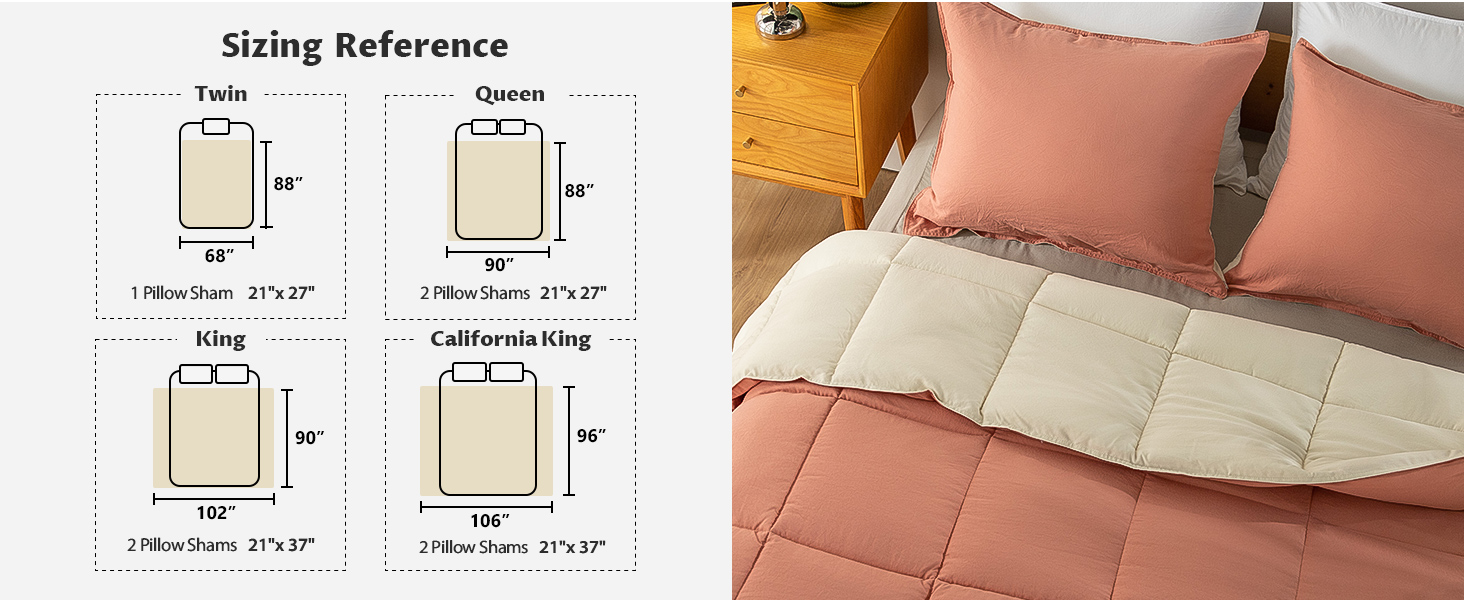 Sizing Reference
Twin
88”
68”
1 Pillow Sham 21"x 27"
Queen
88”
90”
2 Pillow Shams 21"x 27"
King
90”
102”
2 Pillow Shams 21"x 37"
California King
96”
106”
2 Pillow Shams 21"x 37"